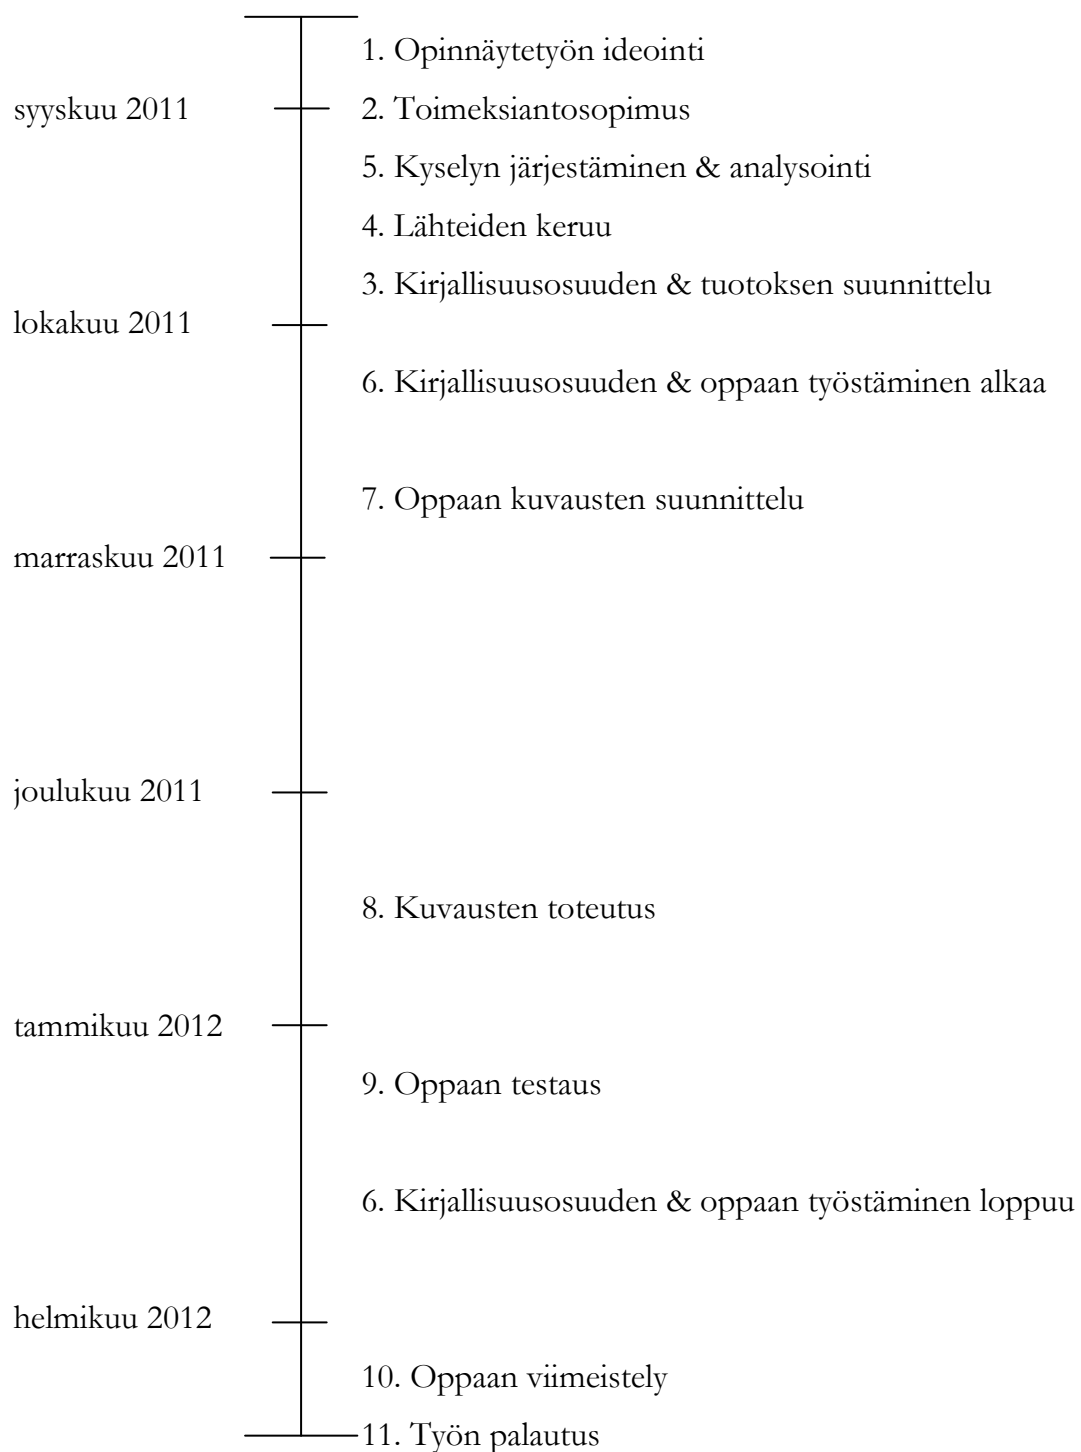 1. Opinnäytetyön ideointi
syyskuu 2011 2. Toimeksiantosopimus
5. Kyselyn järjestäminen & analysointi
4. Lähteiden keruu
3. Kirjallisuusosuuden & tuotoksen suunnittelu
lokakuu 2011
6. Kirjallisuusosuuden & oppaan työstäminen alkaa
7. Oppaan kuvausten suunnittelu
marraskuu 2011
joulukuu 2011
8. Kuvausten toteutus
tammikuu 2012
9. Oppaan testaus
6. Kirjallisuusosuuden & oppaan työstäminen loppuu
helmikuu 2012
10. Oppaan viimeistely
11. Työn palautus